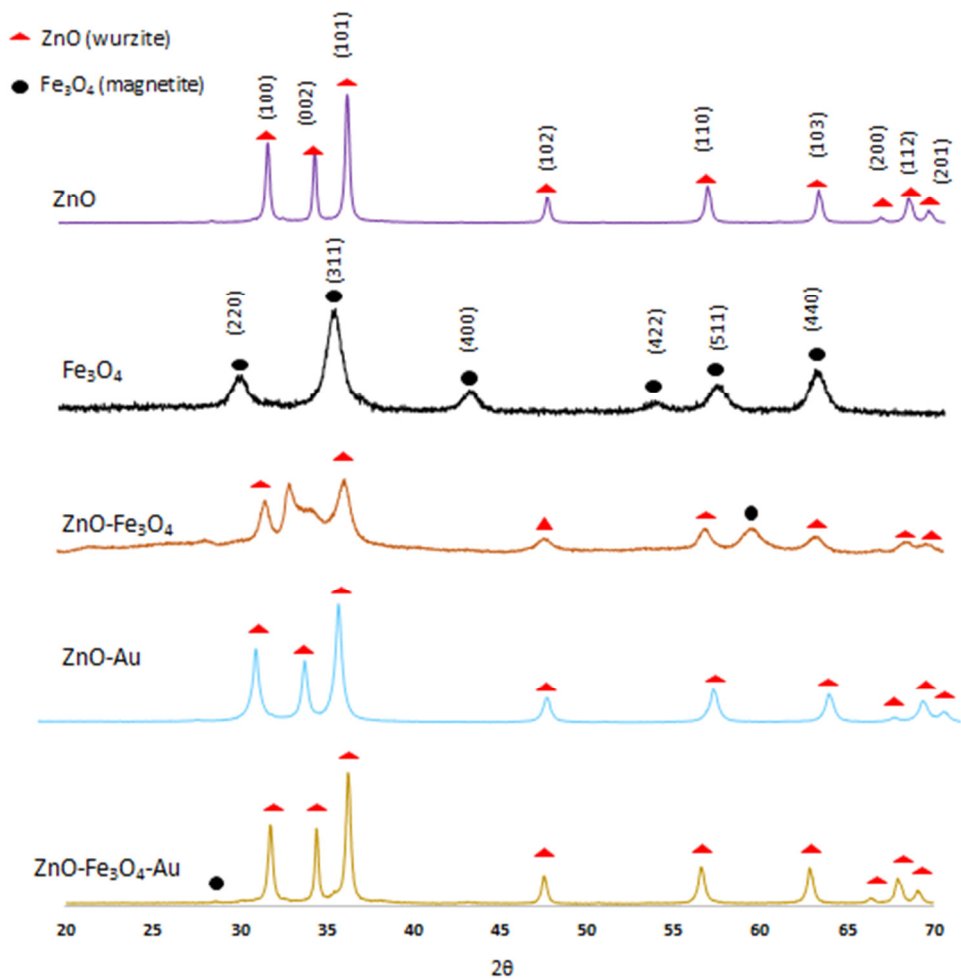 ZnO (wurzite)
Fe₃O₄ (magnetite)
(100)
(002)
(101)
(102)
(110)
(103)
(200)
(112)
(201)
ZnO
(220)
(311)
(400)
(422)
(511)
(440)
Fe₃O₄
ZnO-Fe₃O₄
ZnO-Au
ZnO-Fe₃O₄-Au
20 25 30 35 40 45 50 55 60 65 70
2θ